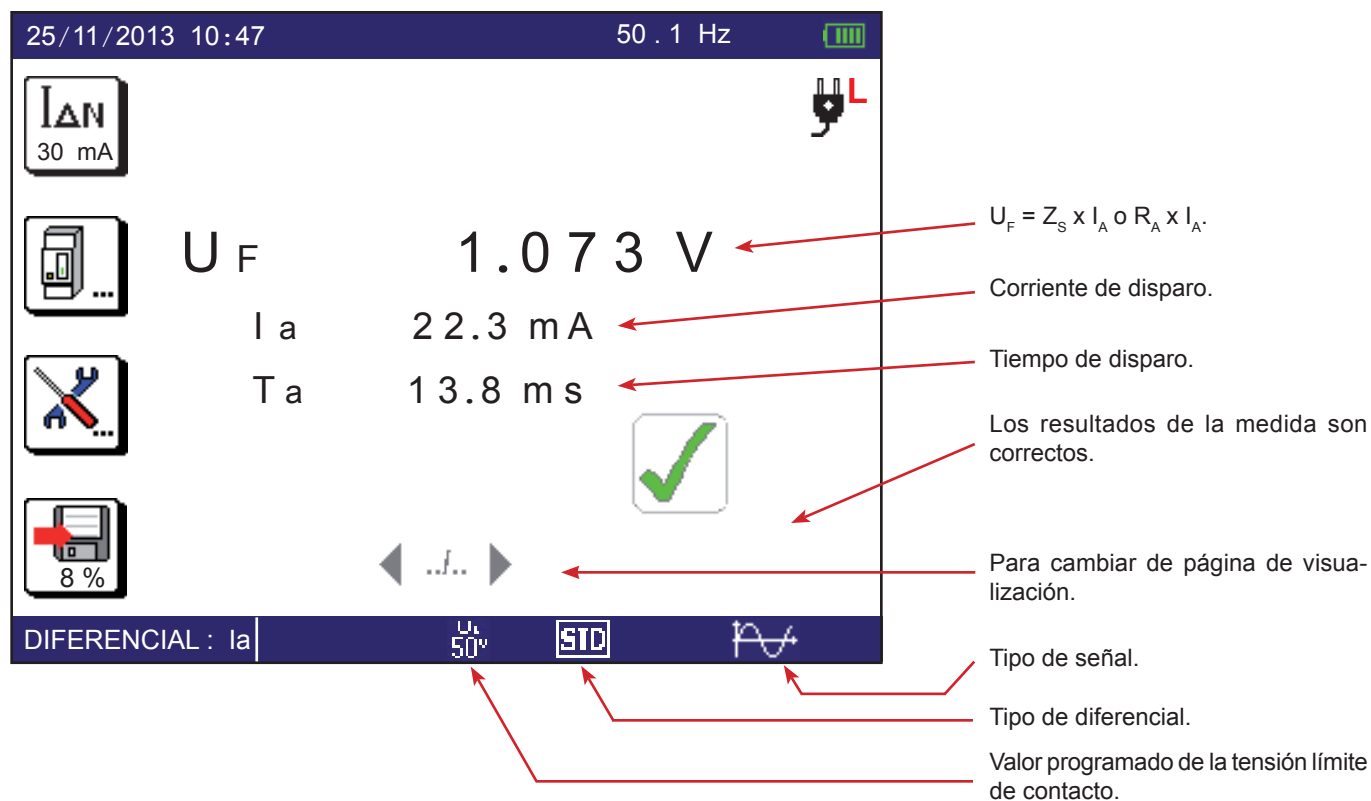 25/11/2013 10:47 50 . 1 Hz
IΔN
30 mA
L
UF 1.073 V
Ia 22.3 mA
Ta 13.8 ms
8 %
../..
DIFERENCIAL : Ia
UL
50V
STD
UF = ZS x IA o RA x IA.
Corriente de disparo.
Tiempo de disparo.
Los resultados de la medida son
correctos.
Para cambiar de página de visua-
lización.
Tipo de señal.
Tipo de diferencial.
Valor programado de la tensión límite
de contacto.